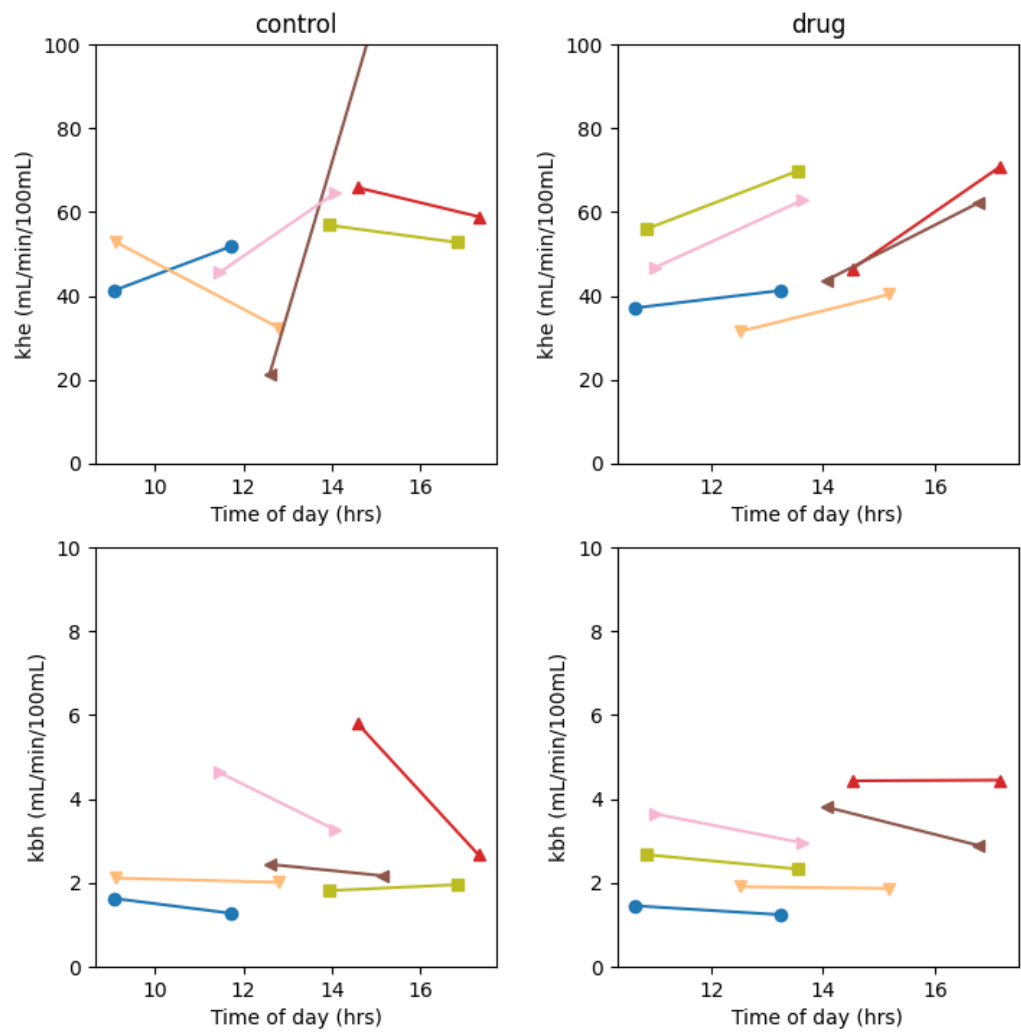 control
drug
100
80
60
40
20
0
khe (mL/min/100mL)
10 12 14 16
Time of day (hrs)
100
80
60
40
20
0
khe (mL/min/100mL)
12 14 16
Time of day (hrs)
10
8
6
4
2
0
kbh (mL/min/100mL)
10 12 14 16
Time of day (hrs)
10
8
6
4
2
0
kbh (mL/min/100mL)
12 14 16
Time of day (hrs)